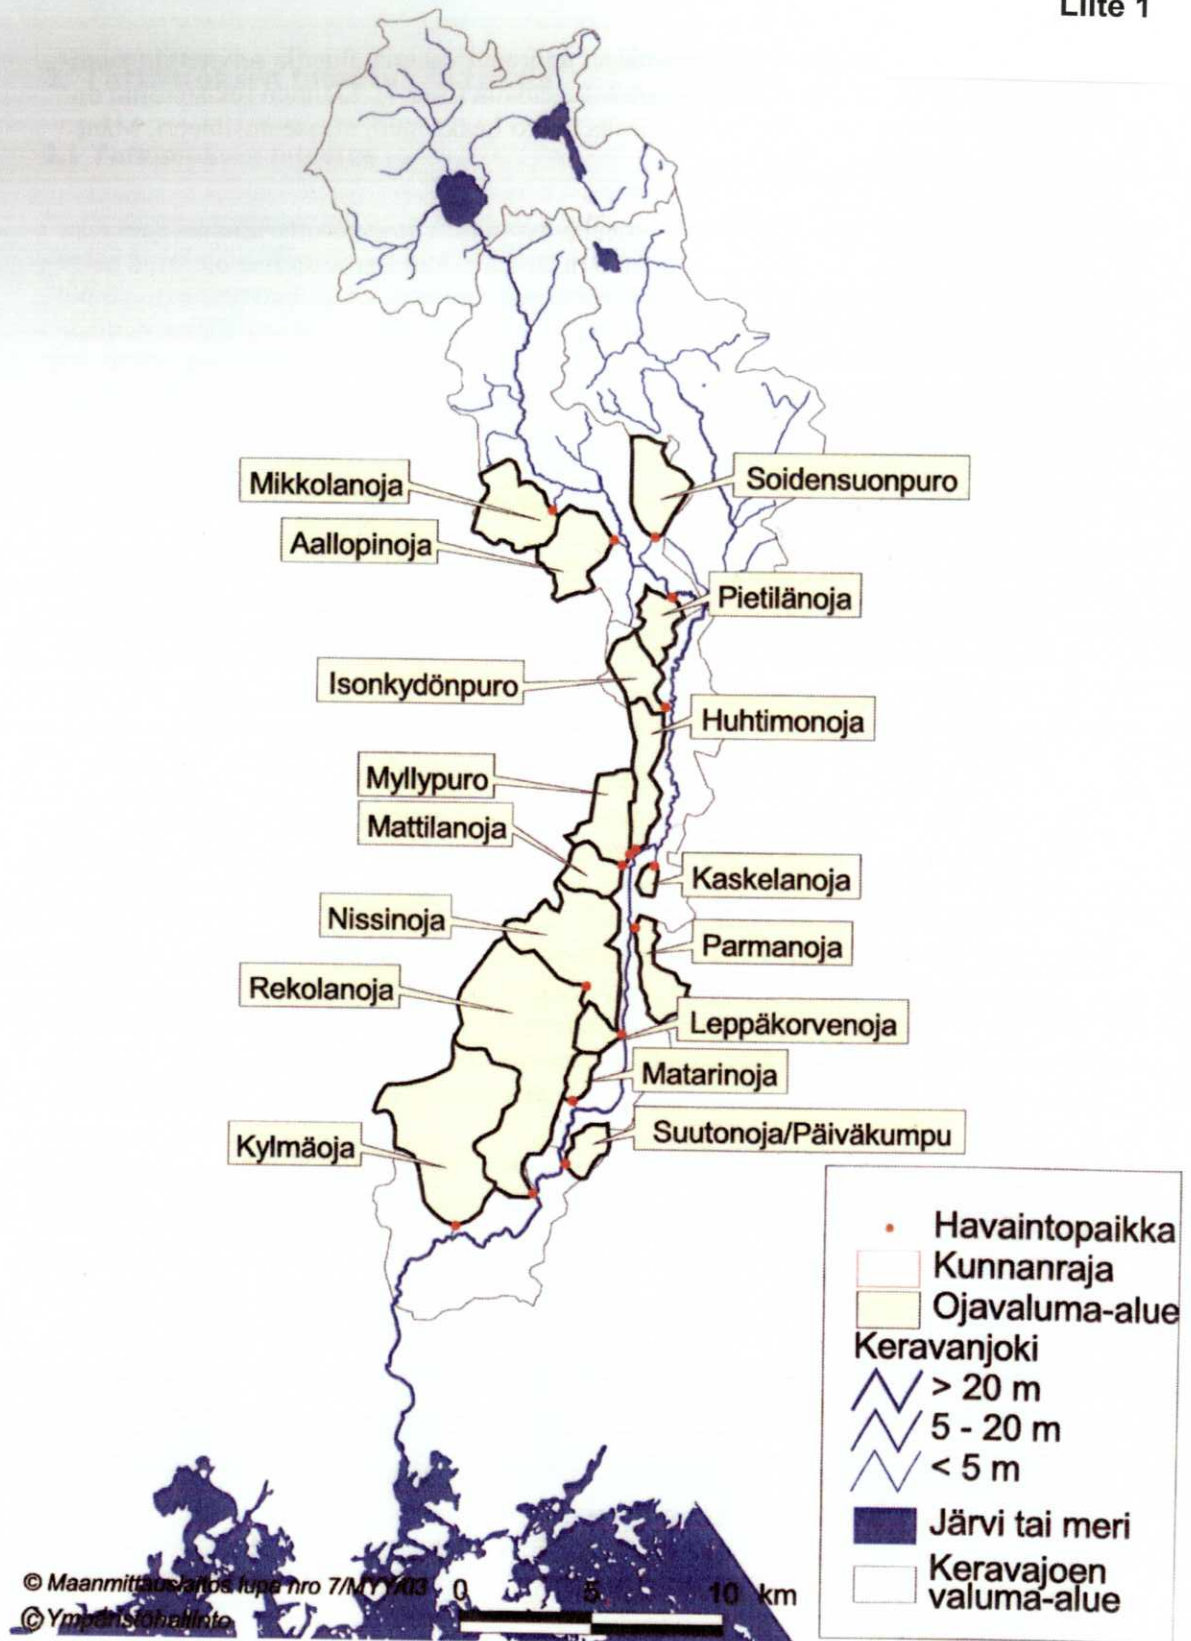 Liite 1
Mikkolanoja
Soidensuonpuro
Aallopinoja
Pietilänoja
Isonkydönpuro
Huhtimonoja
Myllypuro
Mattilanoja
Kaskelanoja
Nissinoja
Parmanoja
Rekolanoja
Leppäkorvenoja
Matarinoja
Suutonoja/Päiväkumpu
Kylmäoja
Havaintopaikka
Kunnanraja
Ojavaluma-alue
Keravanjoki
> 20 m
5 - 20 m
< 5 m
Järvi tai meri
Keravajoen
valuma-alue
© Maanmittauslaitos lupa nro 7/MYY/03
© Ympäristöhallinto
0 5 10 km